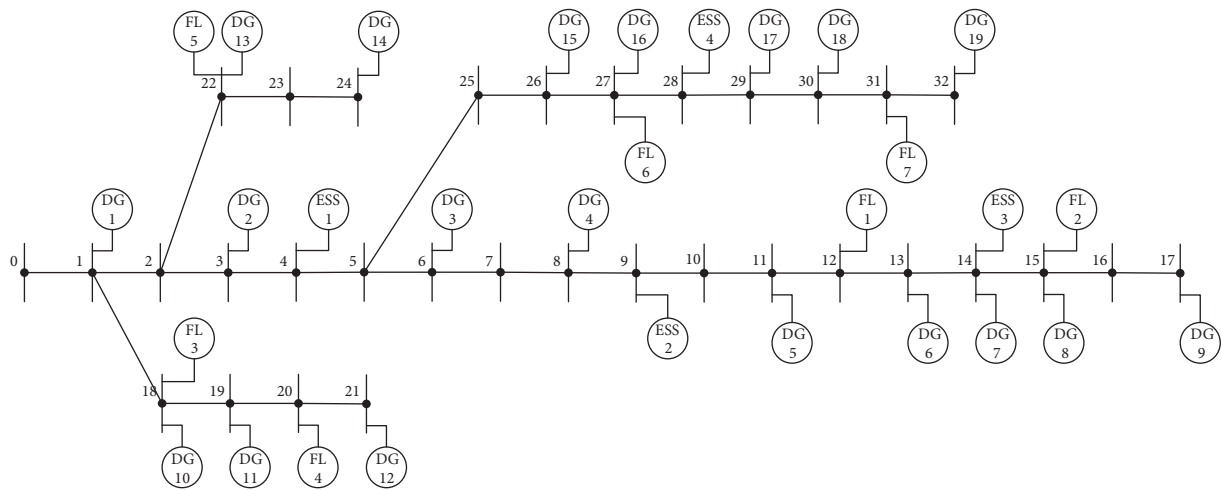 FL DG DG
5 13 14
22 23 24
DG DG ESS DG DG DG
15 16 4 17 18 19
25 26 27 28 29 30 31 32
FL FL
6 7
DG DG ESS DG DG FL ESS FL
1 2 1 3 4 1 3 2
0 1 2 3 4 5 6 7 8 9 10 11 12 13 14 15 16 17
ESS DG DG DG DG DG
2 5 6 7 8 9
FL
3
18 19 20 21
DG DG FL DG
10 11 4 12